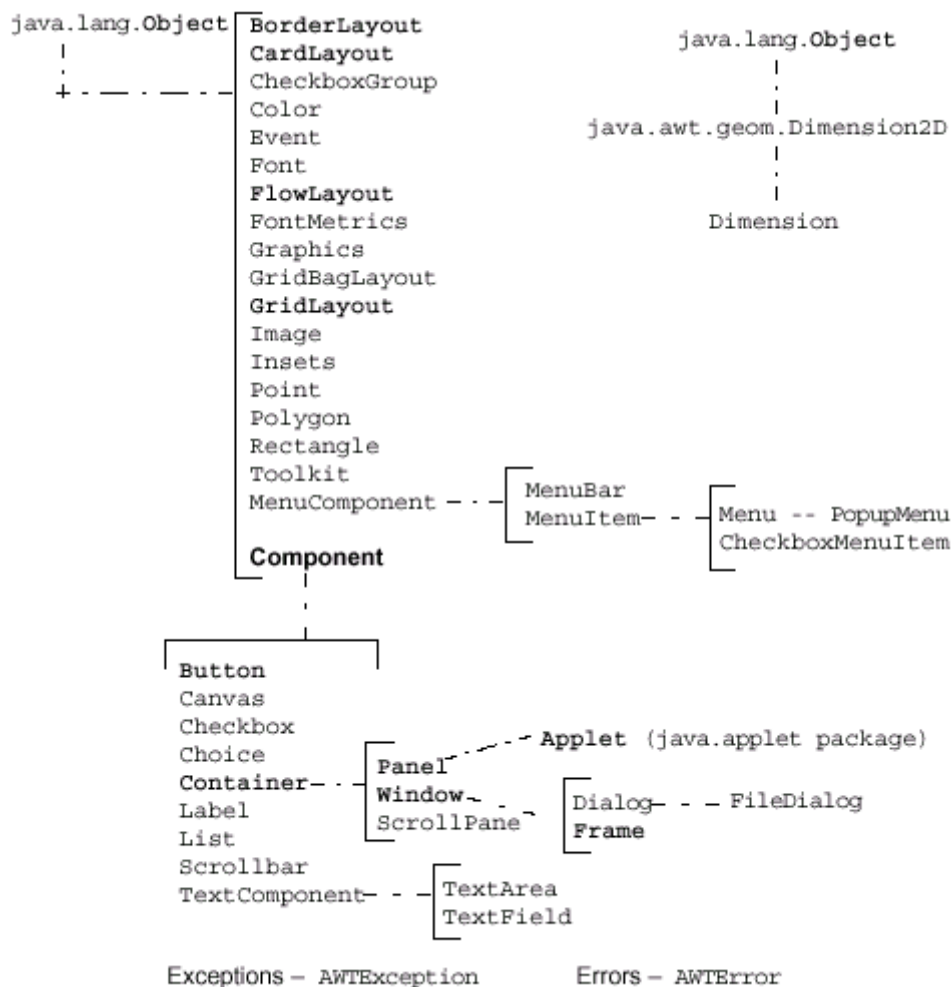 java.lang.Object
BorderLayout
CardLayout
CheckboxGroup
Color
Event
Font
FlowLayout
FontMetrics
Graphics
GridBagLayout
GridLayout
Image
Insets
Point
Polygon
Rectangle
Toolkit
MenuComponent
MenuBar
MenuItem
Menu -- PopupMenu
CheckboxMenuItem
Component
java.lang.Object
java.awt.geom.Dimension2D
Dimension
Button
Canvas
Checkbox
Choice
Container
Label
List
Scrollbar
TextComponent
Panel
Window
ScrollPane
Applet (java.applet package)
Dialog
Frame
FileDialog
TextArea
TextField
Exceptions – AWTException
Errors – AWTError